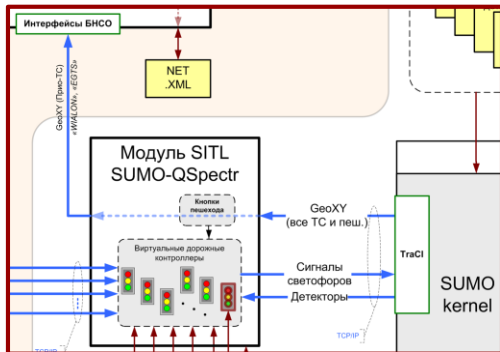 Интерфейсы БНСО
NET
.XML
GeoXY (Прио-ТС)
«WIALON», «EGTS»
Модуль SITL
SUMO-QSpectr
Кнопки
пешехода
GeoXY
(все ТС и пеш.)
Виртуальные дорожные
контроллеры
Сигналы
светофоров
Детекторы
TraCI
SUMO
kernel
TCP/IP